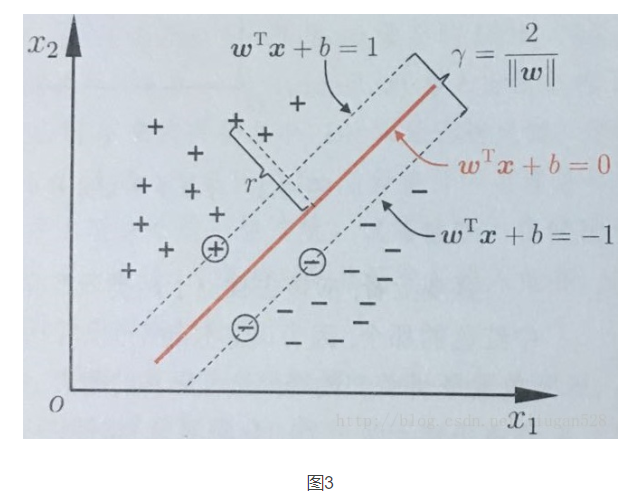 x₂
wᵀx + b = 1
γ = 2/‖w‖
wᵀx + b = 0
r
wᵀx + b = −1
O
x₁
图3